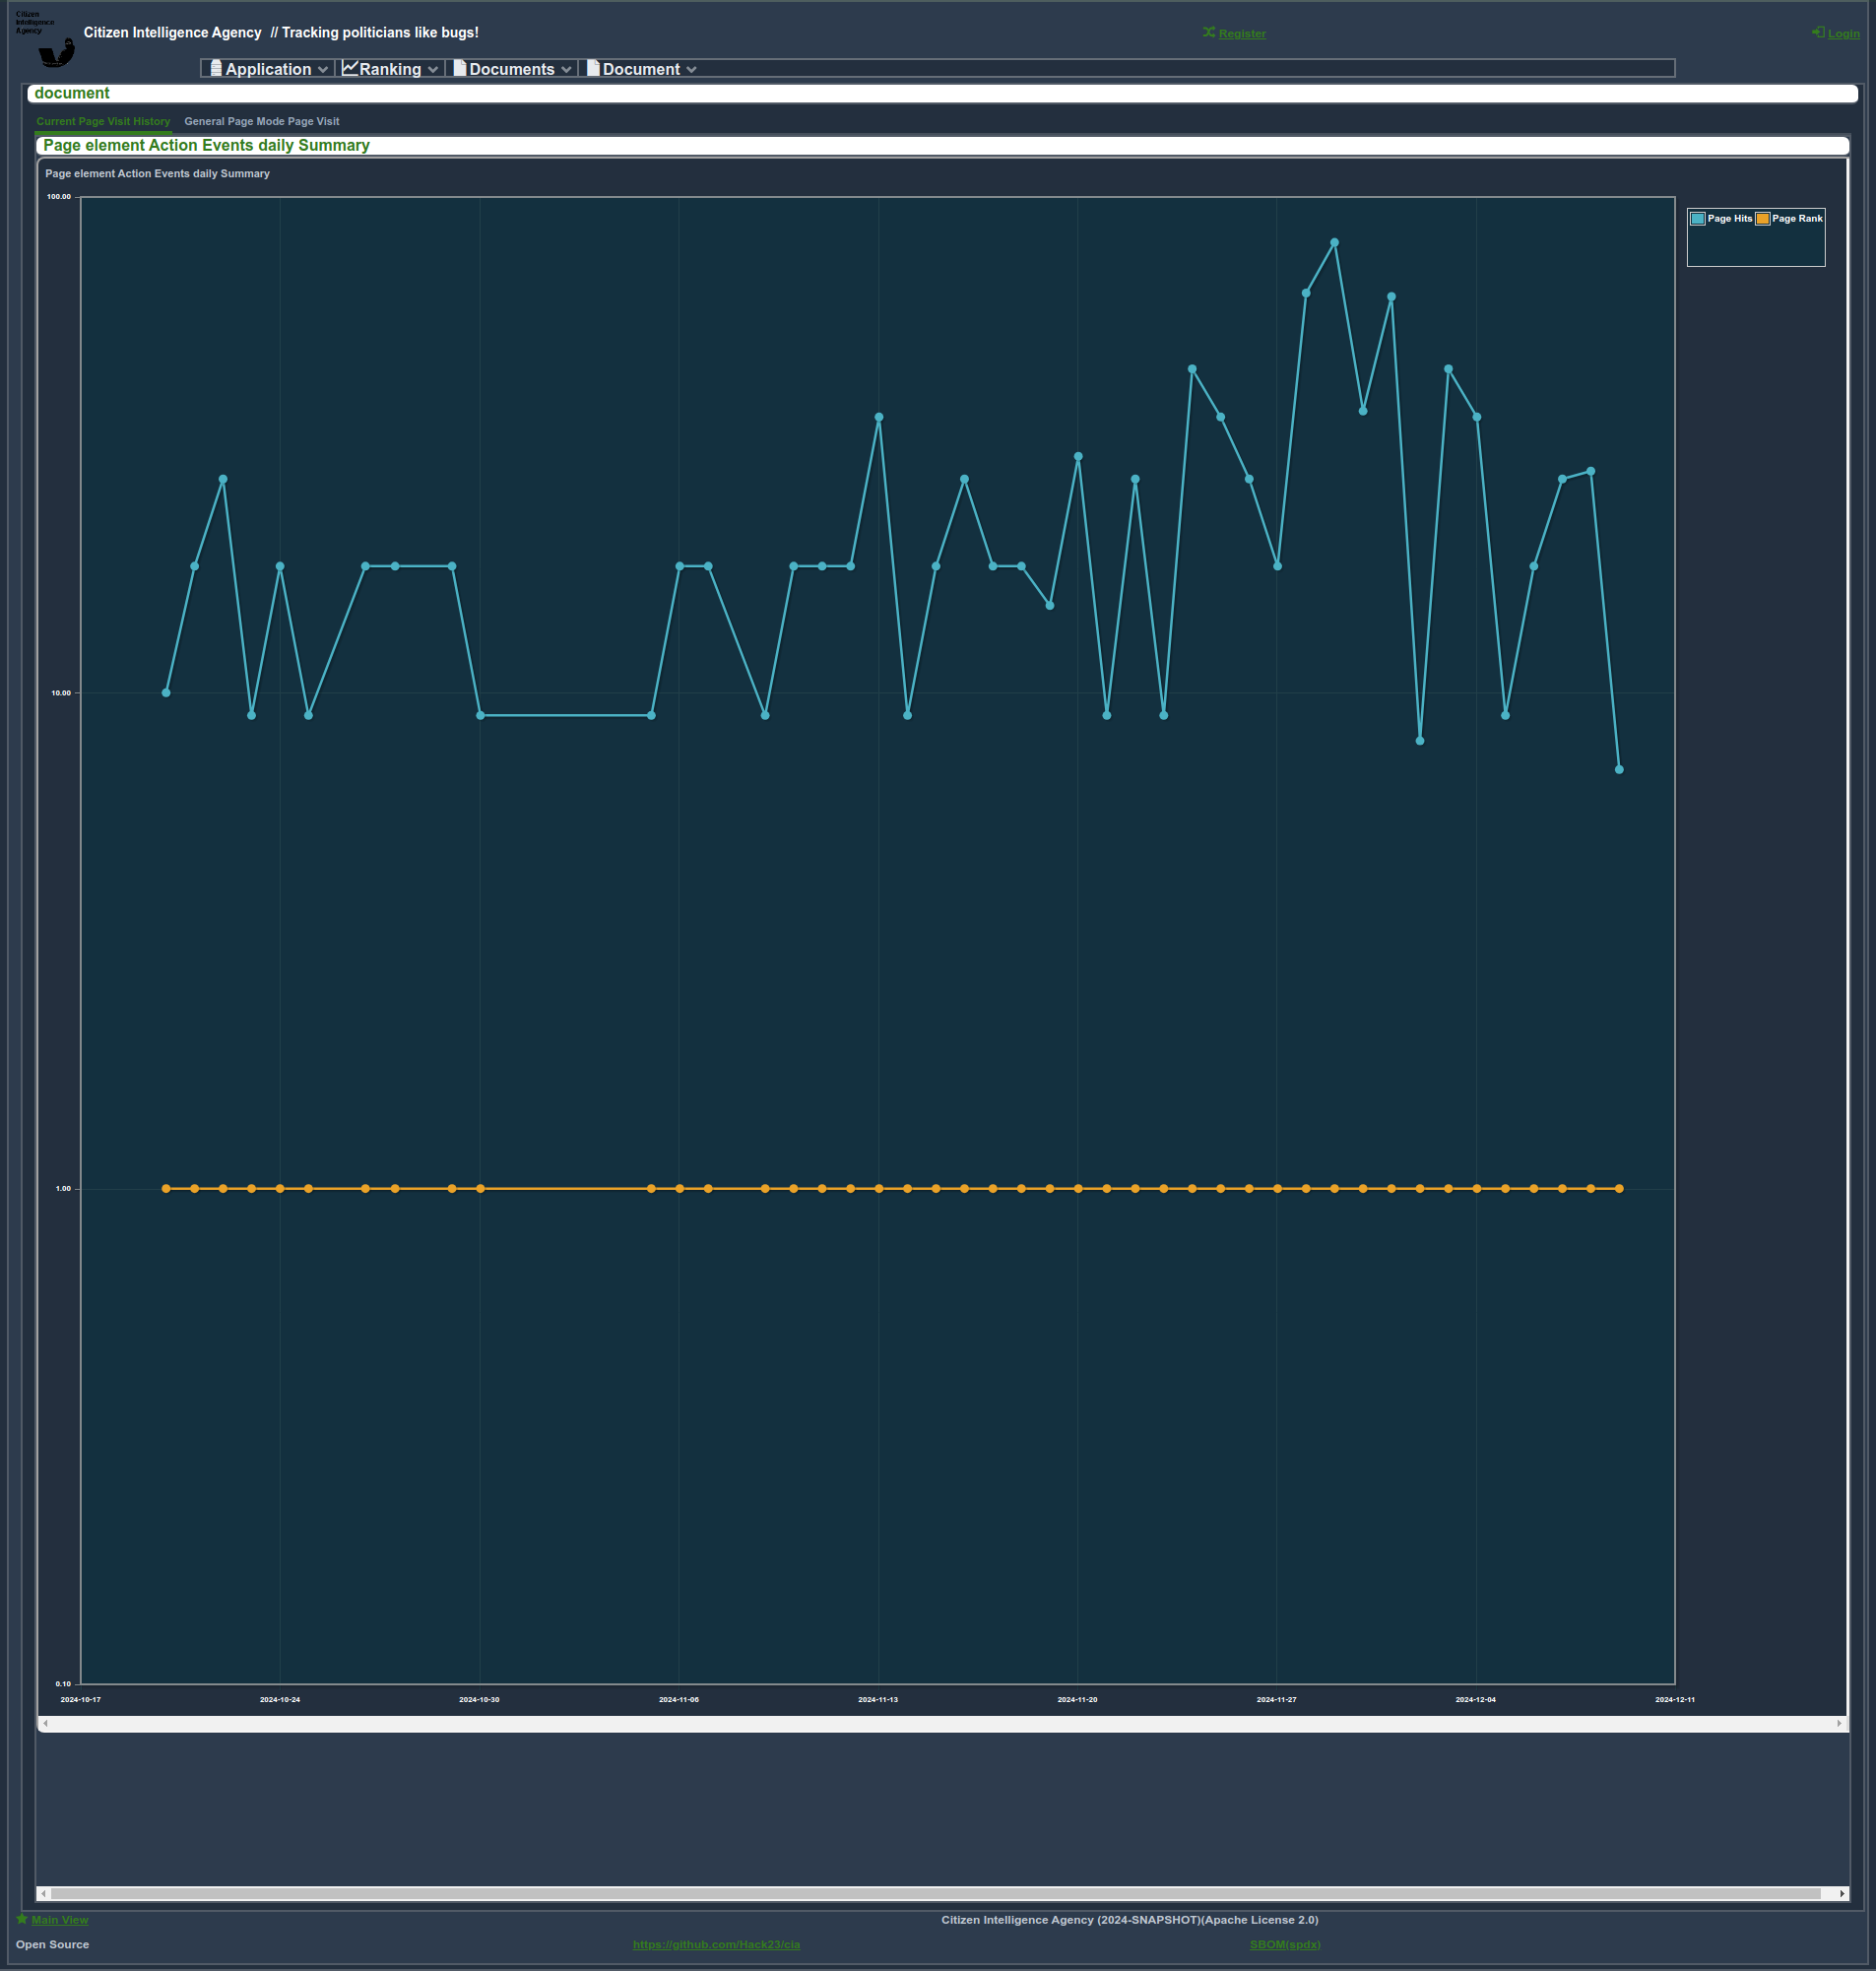 Citizen
Intelligence
Agency
Citizen Intelligence Agency // Tracking politicians like bugs!
Register
Login
Application
Ranking
Documents
Document
document
Current Page Visit History
General Page Mode Page Visit
Page element Action Events daily Summary
Page element Action Events daily Summary
100.00
10.00
1.00
0.10
Page Hits
Page Rank
2024-10-17
2024-10-24
2024-10-30
2024-11-06
2024-11-13
2024-11-20
2024-11-27
2024-12-04
2024-12-11
Main View
Citizen Intelligence Agency (2024-SNAPSHOT)(Apache License 2.0)
Open Source
https://github.com/Hack23/cia
SBOM(spdx)